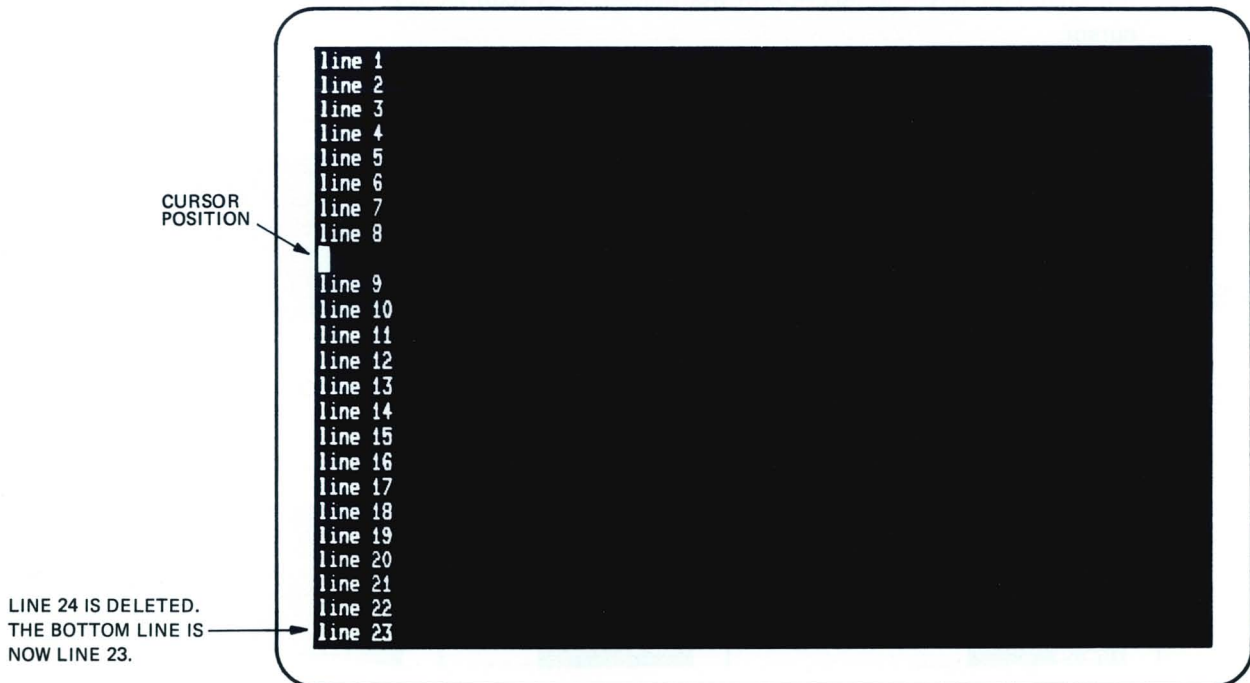 line 1
line 2
line 3
line 4
line 5
line 6
line 7
line 8
line 9
line 10
line 11
line 12
line 13
line 14
line 15
line 16
line 17
line 18
line 19
line 20
line 21
line 22
line 23
CURSOR
POSITION
LINE 24 IS DELETED.
THE BOTTOM LINE IS
NOW LINE 23.